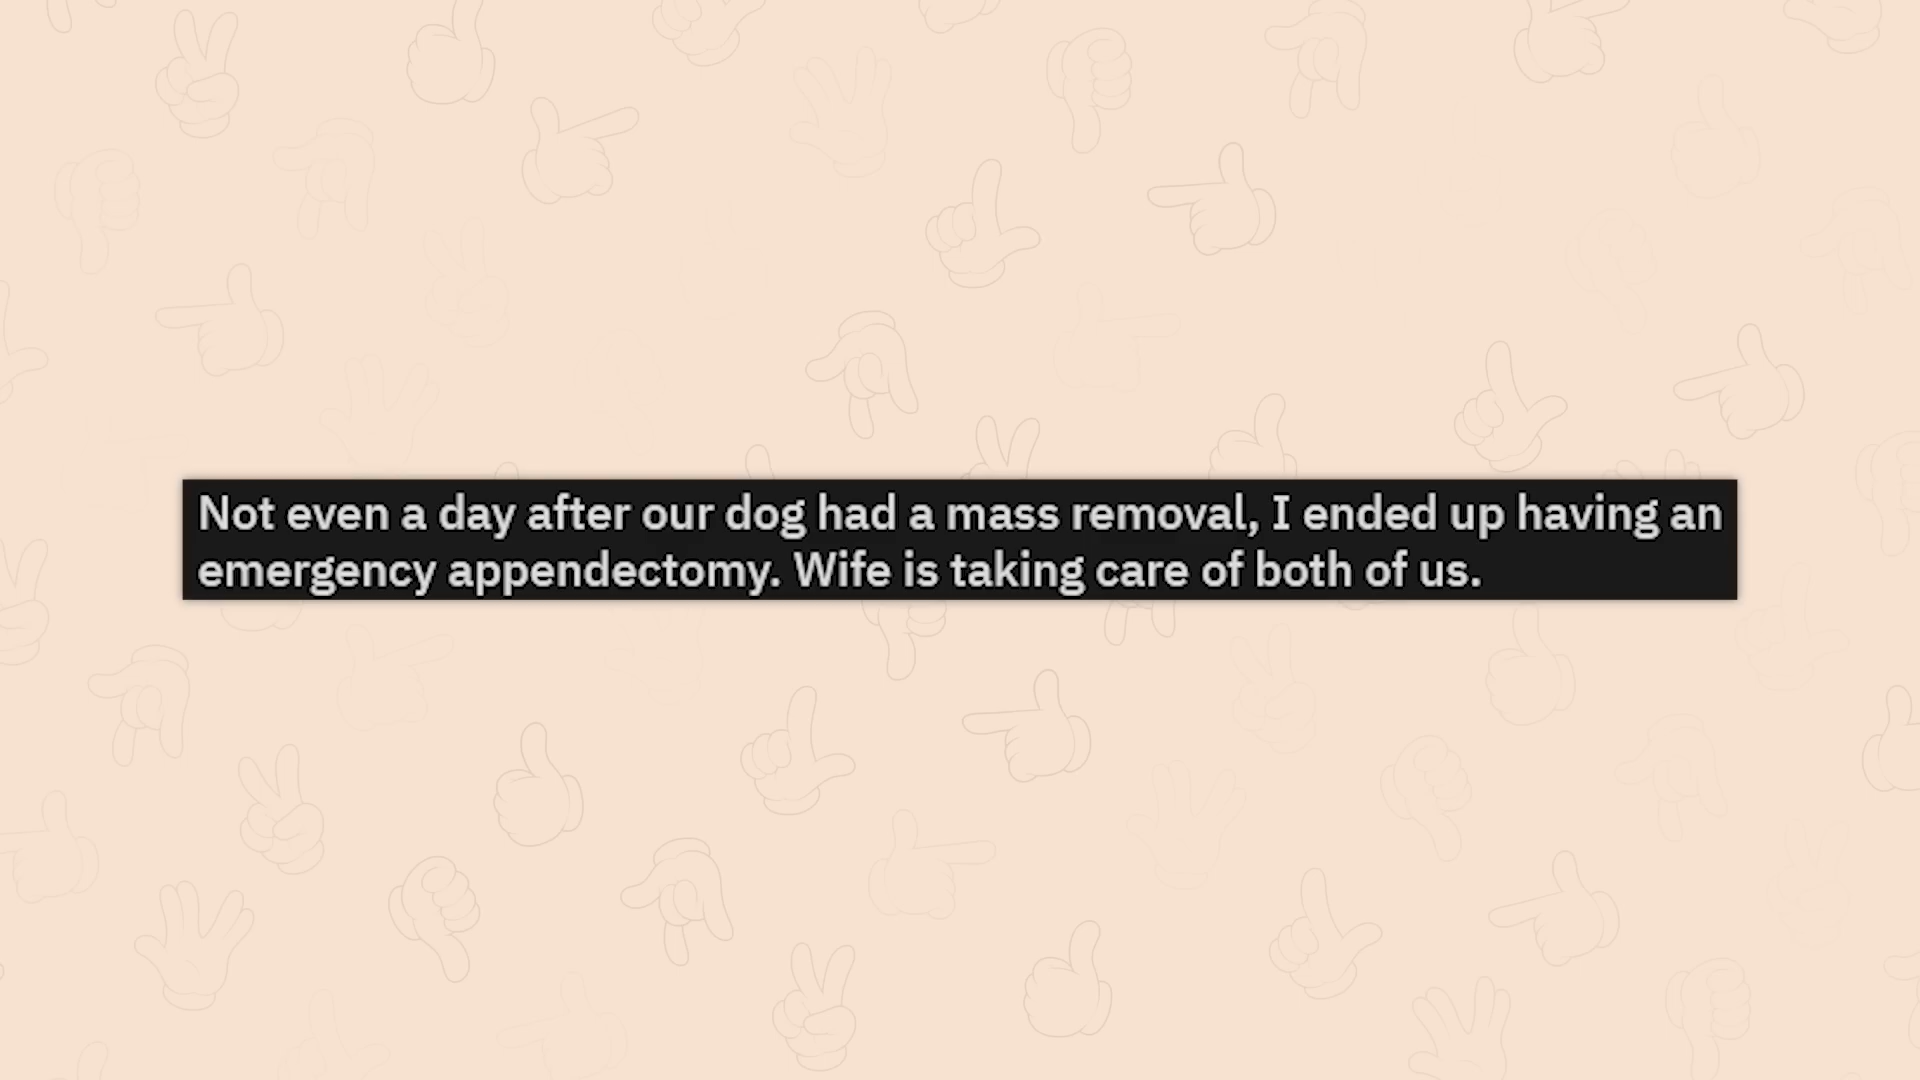 Not even a day after our dog had a mass removal, I ended up having an
emergency appendectomy. Wife is taking care of both of us.